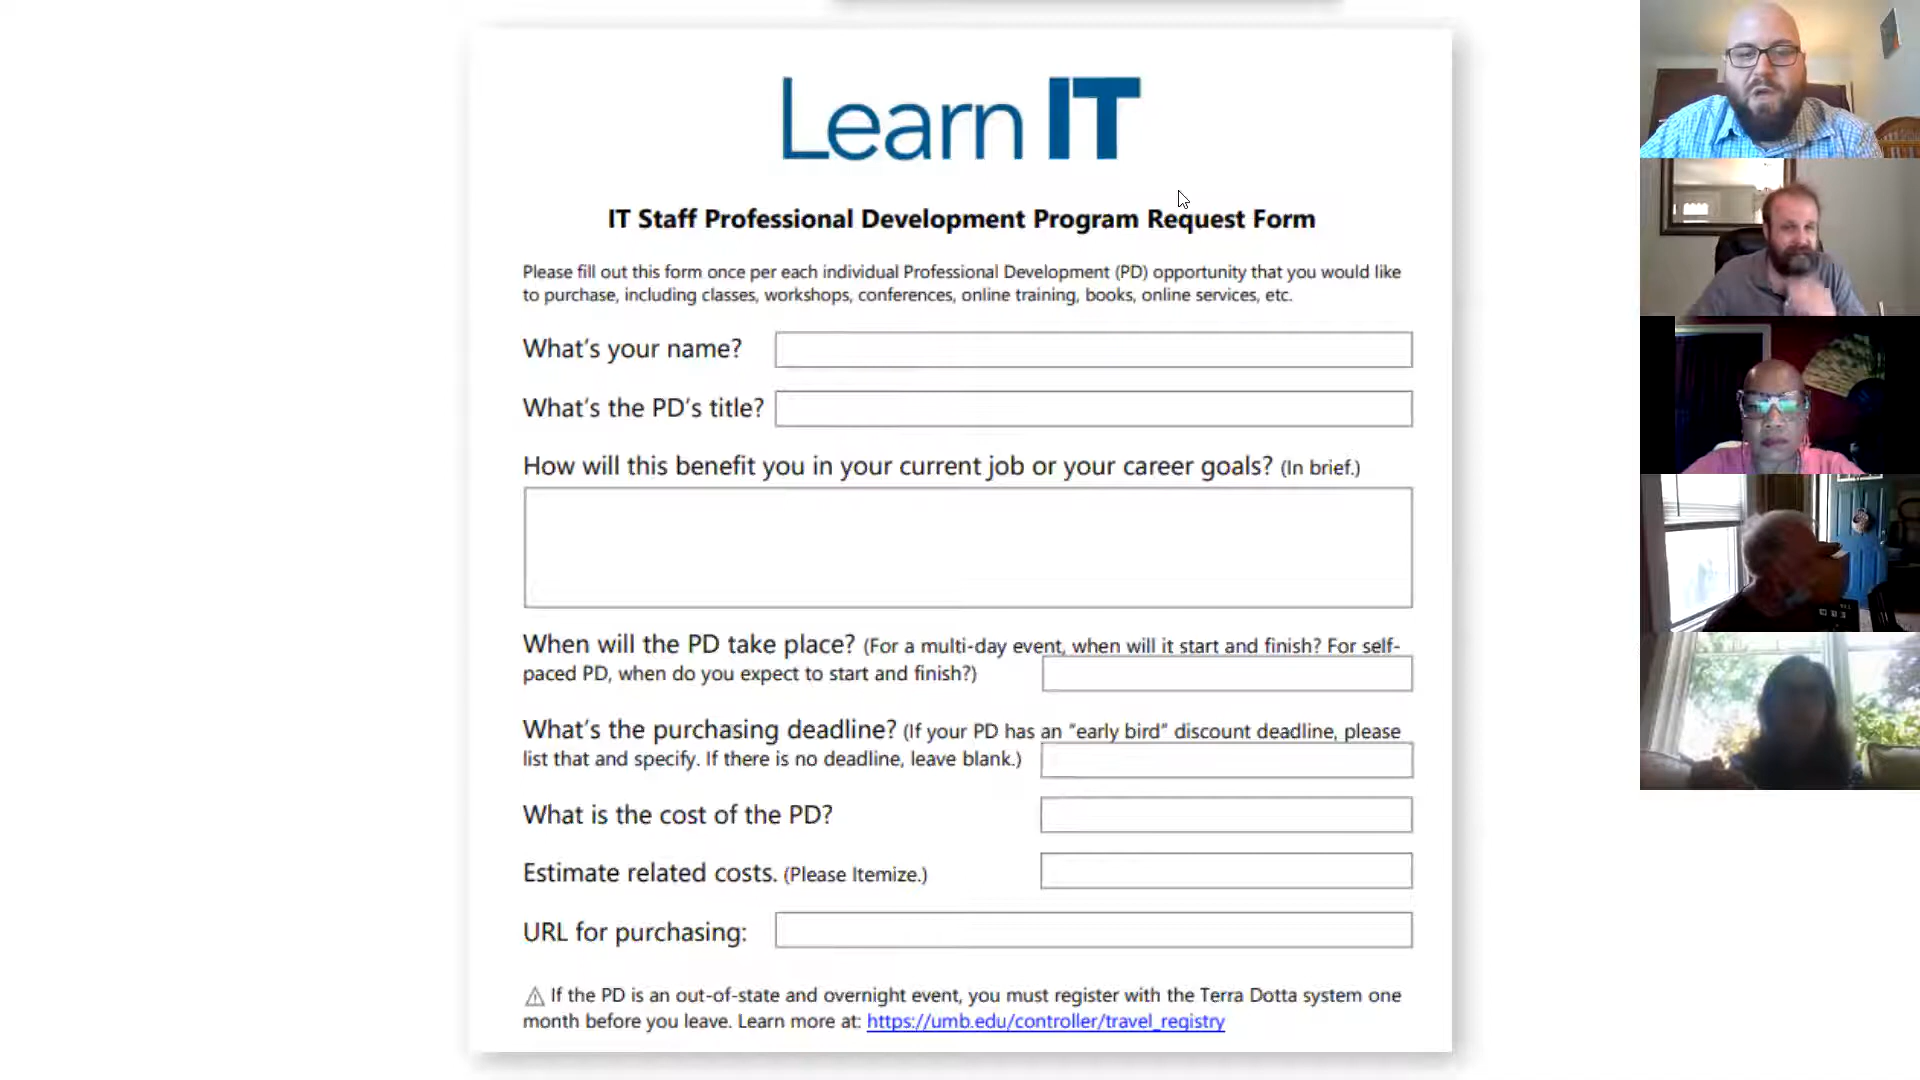 Learn IT
IT Staff Professional Development Program Request Form
Please fill out this form once per each individual Professional Development (PD) opportunity that you would like
to purchase, including classes, workshops, conferences, online training, books, online services, etc.
What's your name?
What's the PD's title?
How will this benefit you in your current job or your career goals? (In brief.)
When will the PD take place? (For a multi-day event, when will it start and finish? For self-
paced PD, when do you expect to start and finish?)
What's the purchasing deadline? (If your PD has an "early bird" discount deadline, please
list that and specify. If there is no deadline, leave blank.)
What is the cost of the PD?
Estimate related costs. (Please Itemize.)
URL for purchasing:
⚠ If the PD is an out-of-state and overnight event, you must register with the Terra Dotta system one
month before you leave. Learn more at: https://umb.edu/controller/travel_registry